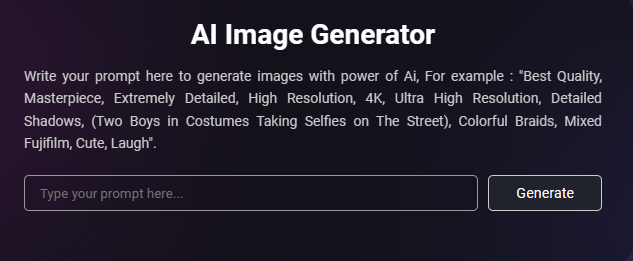 AI Image Generator
Write your prompt here to generate images with power of Ai, For example : "Best Quality,
Masterpiece, Extremely Detailed, High Resolution, 4K, Ultra High Resolution, Detailed
Shadows, (Two Boys in Costumes Taking Selfies on The Street), Colorful Braids, Mixed
Fujifilm, Cute, Laugh".
Type your prompt here...
Generate